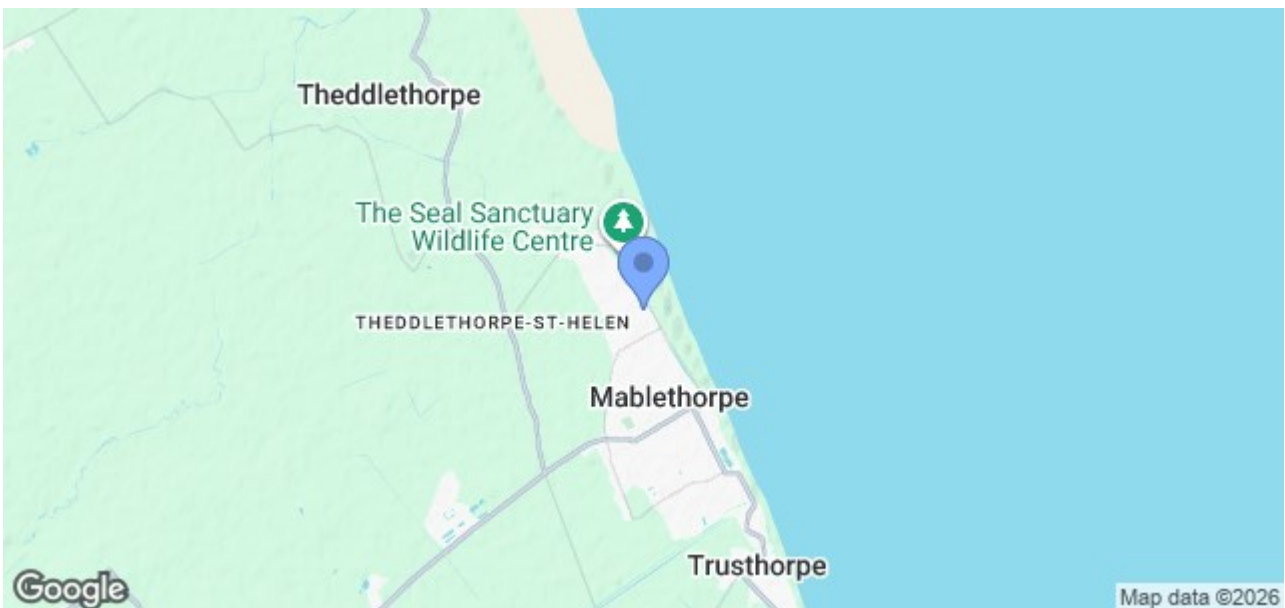 Theddlethorpe
The Seal Sanctuary
Wildlife Centre
THEDDLETHORPE-ST-HELEN
Mablethorpe
Trusthorpe
Google
Map data ©2026